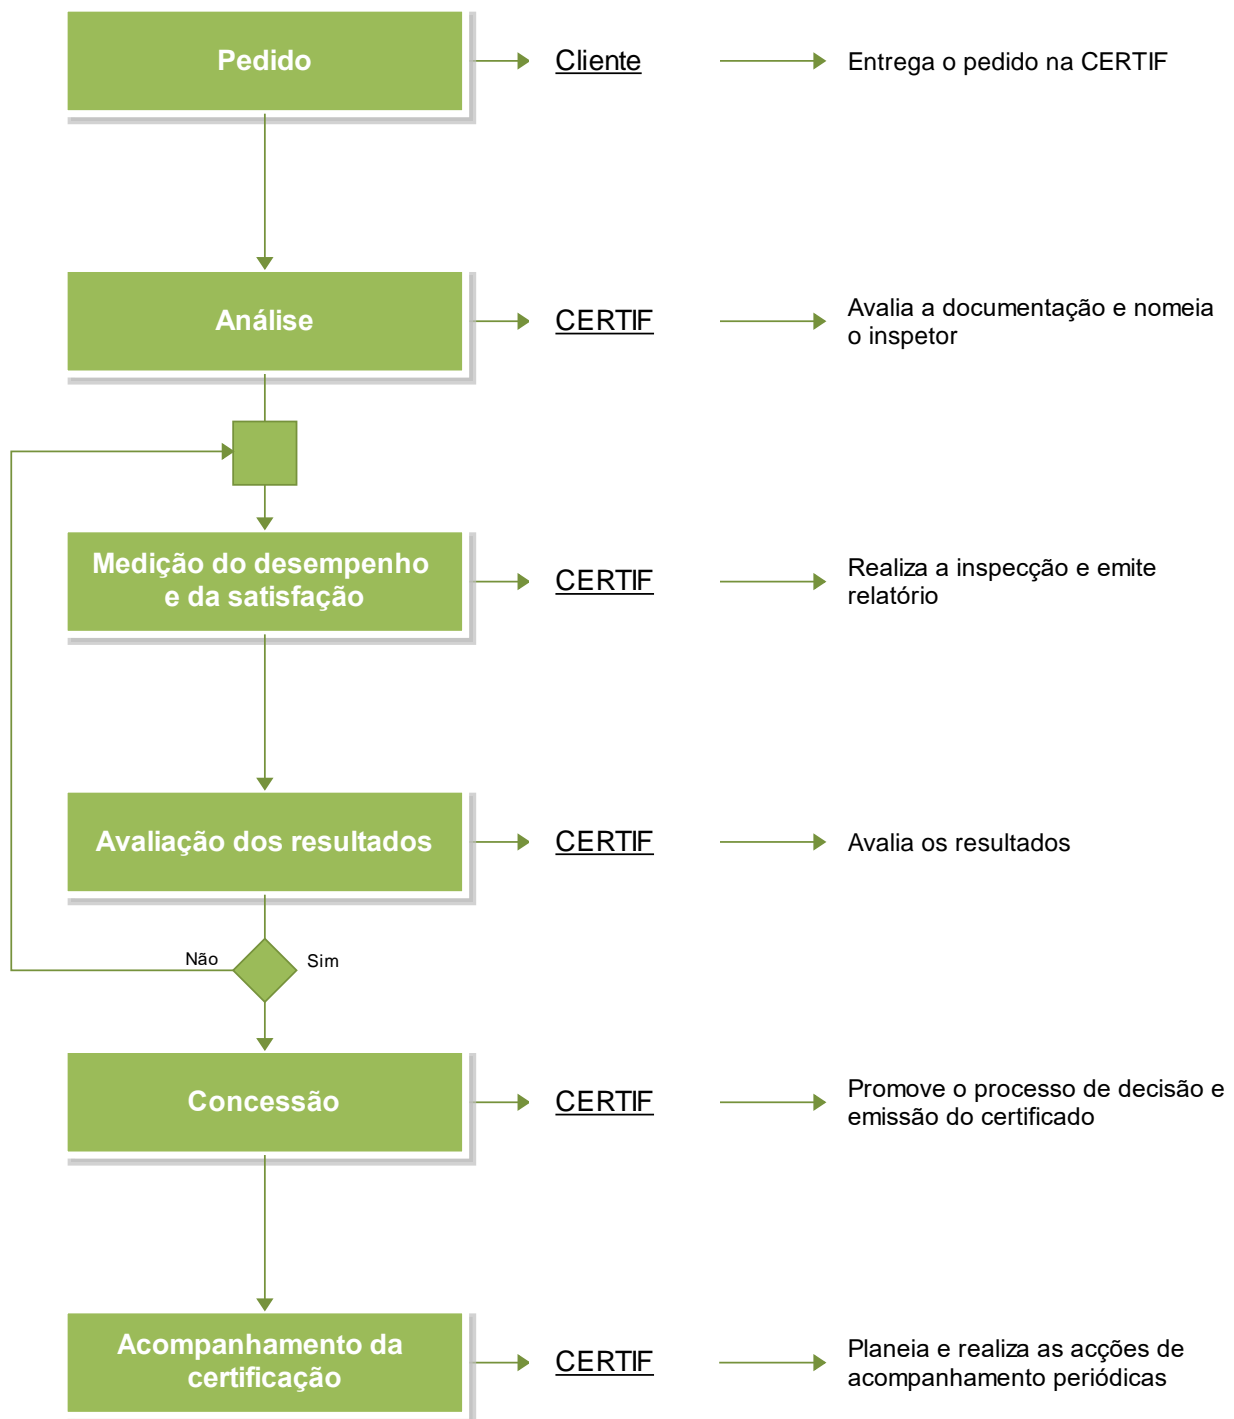 Pedido
Cliente
Entrega o pedido na CERTIF
Análise
CERTIF
Avalia a documentação e nomeia
o inspetor
Medição do desempenho
e da satisfação
CERTIF
Realiza a inspecção e emite
relatório
Avaliação dos resultados
CERTIF
Avalia os resultados
Não
Sim
Concessão
CERTIF
Promove o processo de decisão e
emissão do certificado
Acompanhamento da
certificação
CERTIF
Planeia e realiza as acções de
acompanhamento periódicas